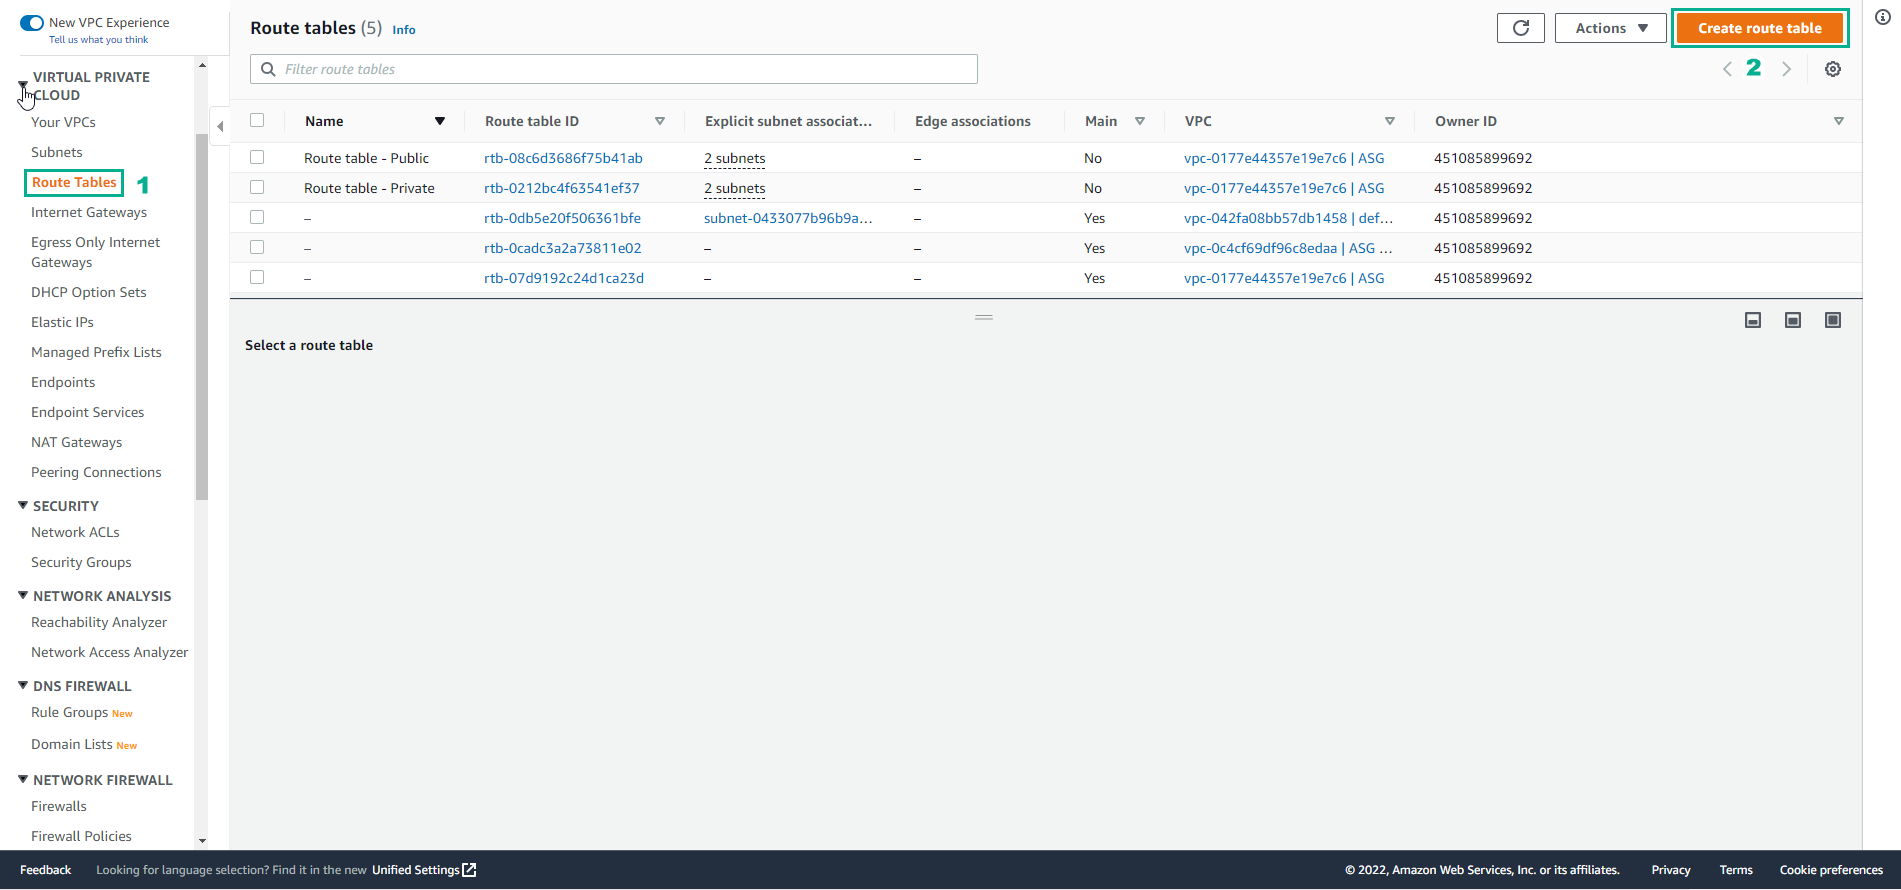 New VPC Experience
Tell us what you think
VIRTUAL PRIVATE
CLOUD
Your VPCs
Subnets
Route Tables 1
Internet Gateways
Egress Only Internet
Gateways
DHCP Option Sets
Elastic IPs
Managed Prefix Lists
Endpoints
Endpoint Services
NAT Gateways
Peering Connections
SECURITY
Network ACLs
Security Groups
NETWORK ANALYSIS
Reachability Analyzer
Network Access Analyzer
DNS FIREWALL
Rule Groups New
Domain Lists New
NETWORK FIREWALL
Firewalls
Firewall Policies
Route tables (5) Info
Actions
Create route table
Filter route tables
2
Name Route table ID Explicit subnet associat... Edge associations Main VPC Owner ID
Route table - Public rtb-08c6d3686f75b41ab 2 subnets – No vpc-0177e44357e19e7c6 | ASG 451085899692
Route table - Private rtb-0212bc4f63541ef37 2 subnets – No vpc-0177e44357e19e7c6 | ASG 451085899692
– rtb-0db5e20f506361bfe subnet-0433077b96b9a... – Yes vpc-042fa08bb57db1458 | def... 451085899692
– rtb-0cadc3a2a73811e02 – – Yes vpc-0c4cf69df96c8edaa | ASG ... 451085899692
– rtb-07d9192c24d1ca23d – – Yes vpc-0177e44357e19e7c6 | ASG 451085899692
Select a route table
Feedback Looking for language selection? Find it in the new Unified Settings © 2022, Amazon Web Services, Inc. or its affiliates. Privacy Terms Cookie preferences